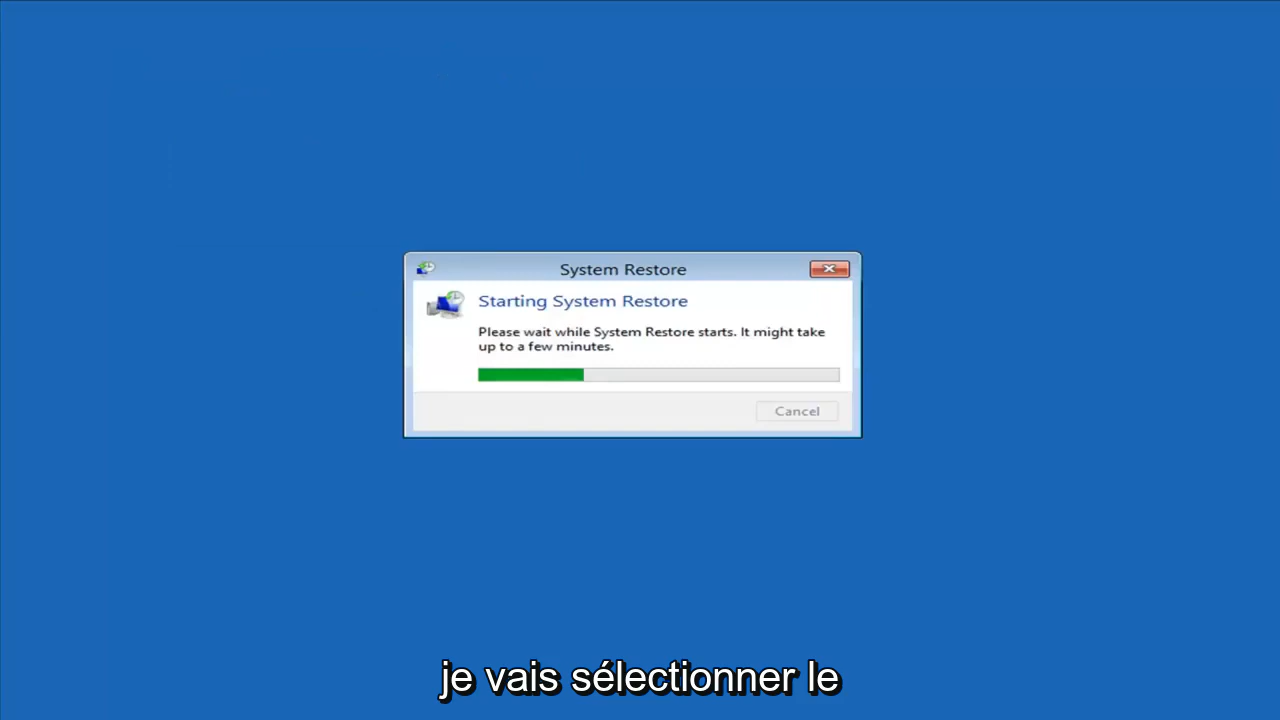 System Restore
Starting System Restore
Please wait while System Restore starts. It might take
up to a few minutes.
Cancel
je vais sélectionner le